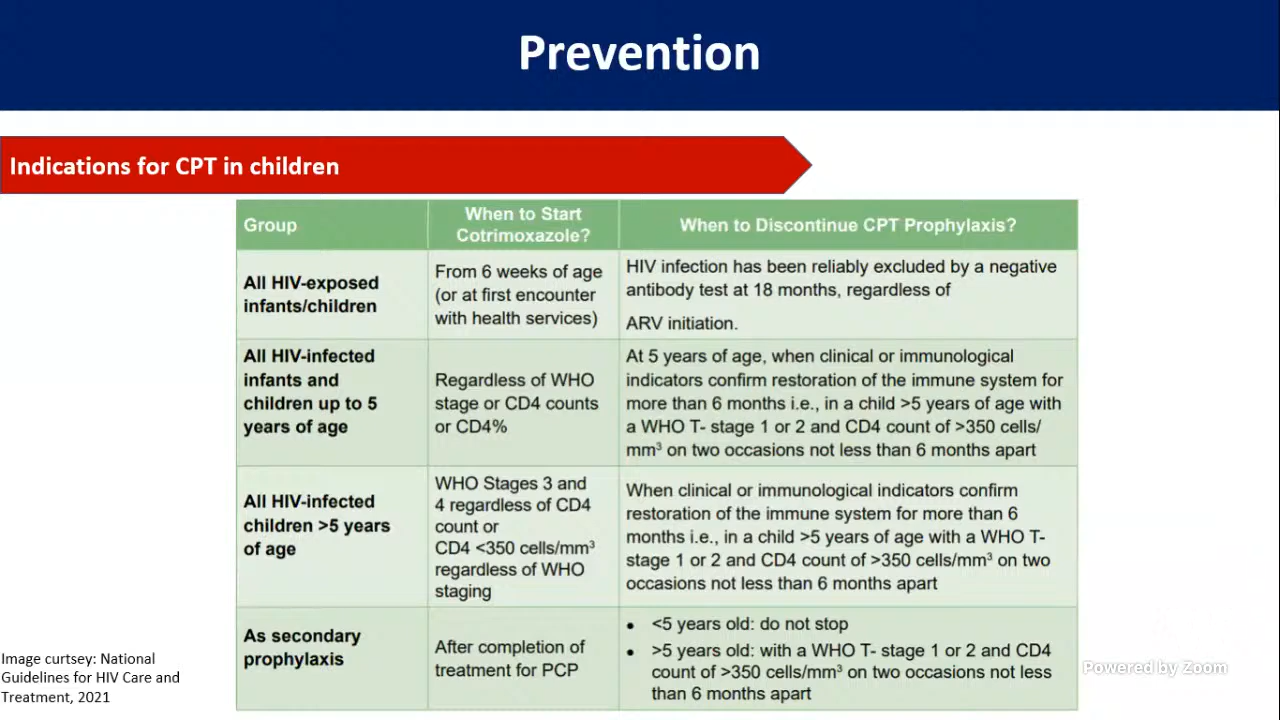 Prevention
Indications for CPT in children
Group
When to Start
Cotrimoxazole?
When to Discontinue CPT Prophylaxis?
All HIV-exposed
infants/children
From 6 weeks of age
(or at first encounter
with health services)
HIV infection has been reliably excluded by a negative
antibody test at 18 months, regardless of
ARV initiation.
All HIV-infected
infants and
children up to 5
years of age
Regardless of WHO
stage or CD4 counts
or CD4%
At 5 years of age, when clinical or immunological
indicators confirm restoration of the immune system for
more than 6 months i.e., in a child >5 years of age with
a WHO T- stage 1 or 2 and CD4 count of >350 cells/
mm³ on two occasions not less than 6 months apart
All HIV-infected
children >5 years
of age
WHO Stages 3 and
4 regardless of CD4
count or
CD4 <350 cells/mm³
regardless of WHO
staging
When clinical or immunological indicators confirm
restoration of the immune system for more than 6
months i.e., in a child >5 years of age with a WHO T-
stage 1 or 2 and CD4 count of >350 cells/mm³ on two
occasions not less than 6 months apart
As secondary
prophylaxis
After completion of
treatment for PCP
• <5 years old: do not stop
• >5 years old: with a WHO T- stage 1 or 2 and CD4
count of >350 cells/mm³ on two occasions not less
than 6 months apart
Image curtsey: National
Guidelines for HIV Care and
Treatment, 2021
Powered by Zoom